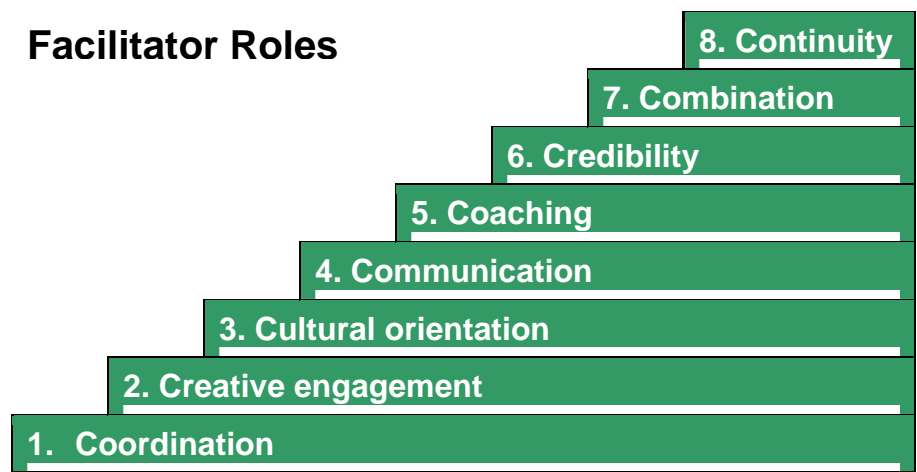 Facilitator Roles
8. Continuity
7. Combination
6. Credibility
5. Coaching
4. Communication
3. Cultural orientation
2. Creative engagement
1. Coordination